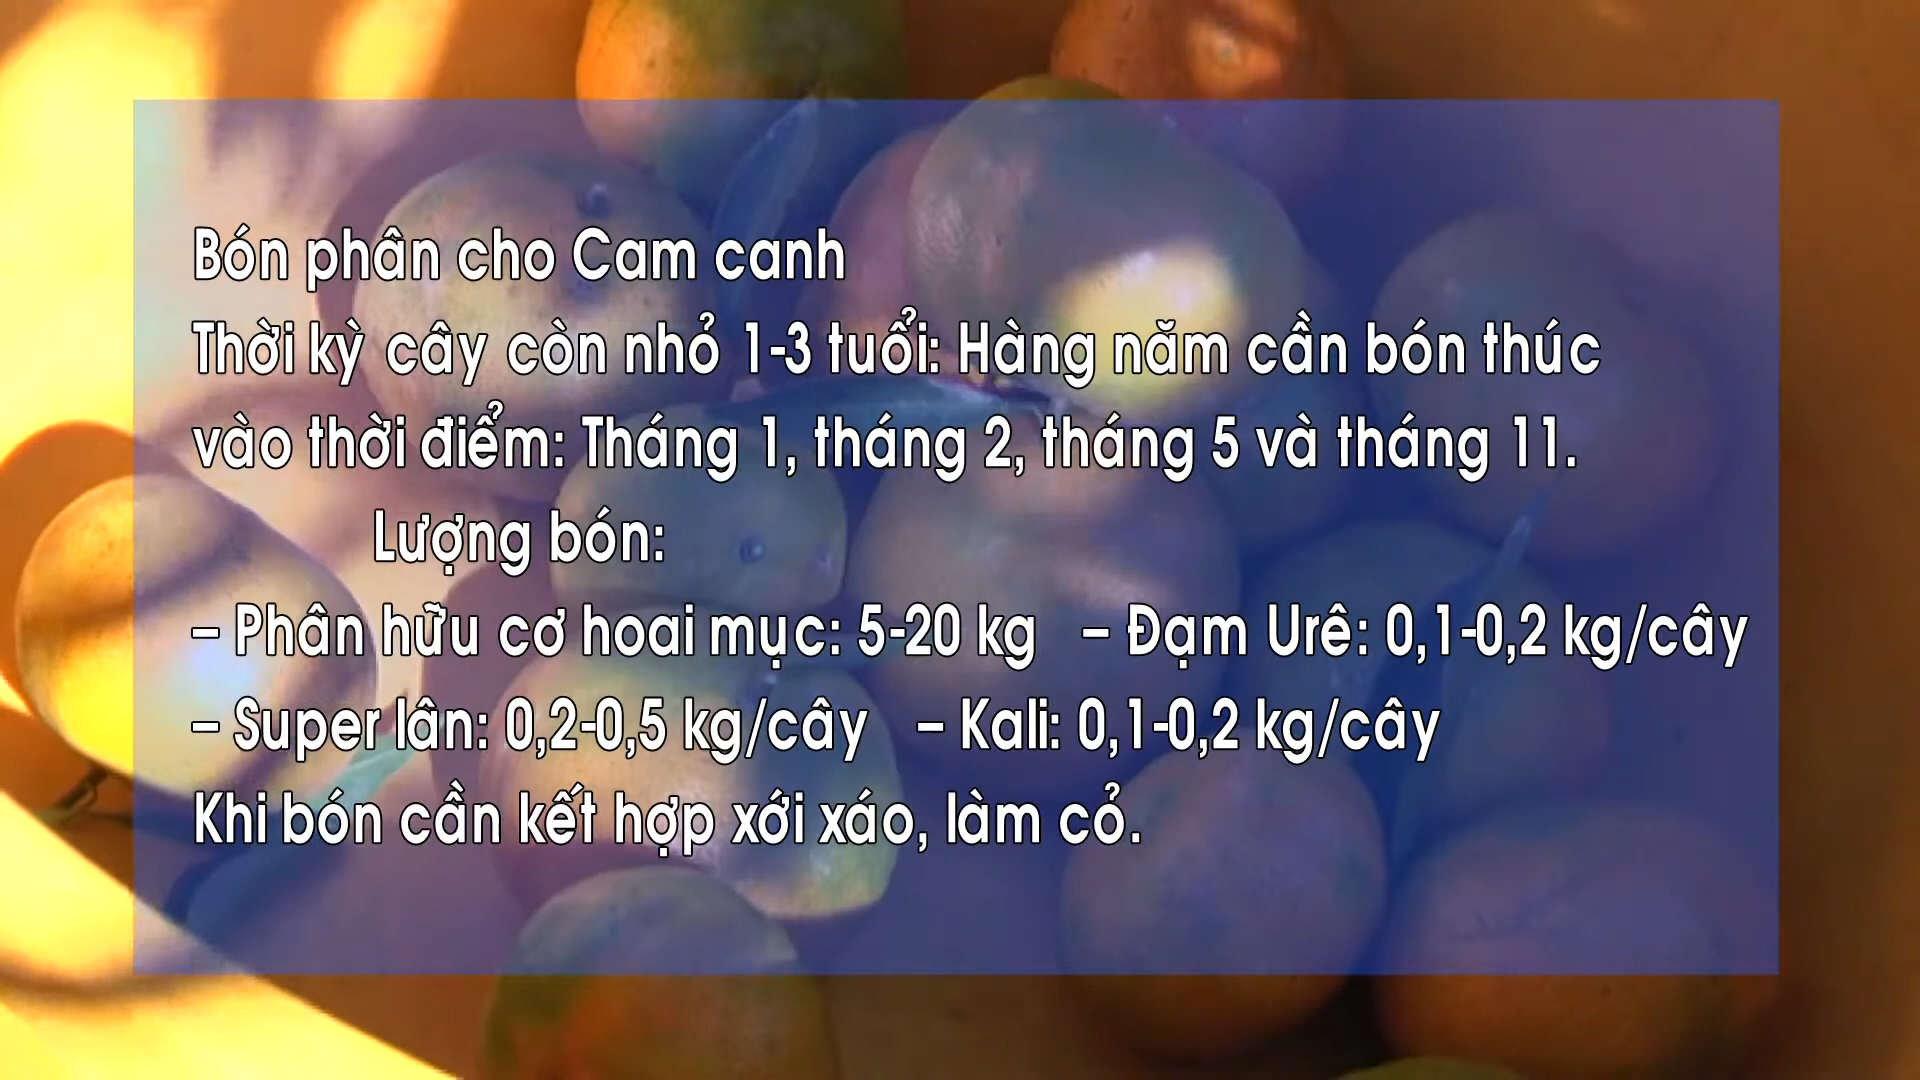 Bón phân cho Cam canh
Thời kỳ cây còn nhỏ 1-3 tuổi: Hàng năm cần bón thúc
vào thời điểm: Tháng 1, tháng 2, tháng 5 và tháng 11.
Lượng bón:
– Phân hữu cơ hoai mục: 5-20 kg – Đạm Urê: 0,1-0,2 kg/cây
– Super lân: 0,2-0,5 kg/cây – Kali: 0,1-0,2 kg/cây
Khi bón cần kết hợp xới xáo, làm cỏ.